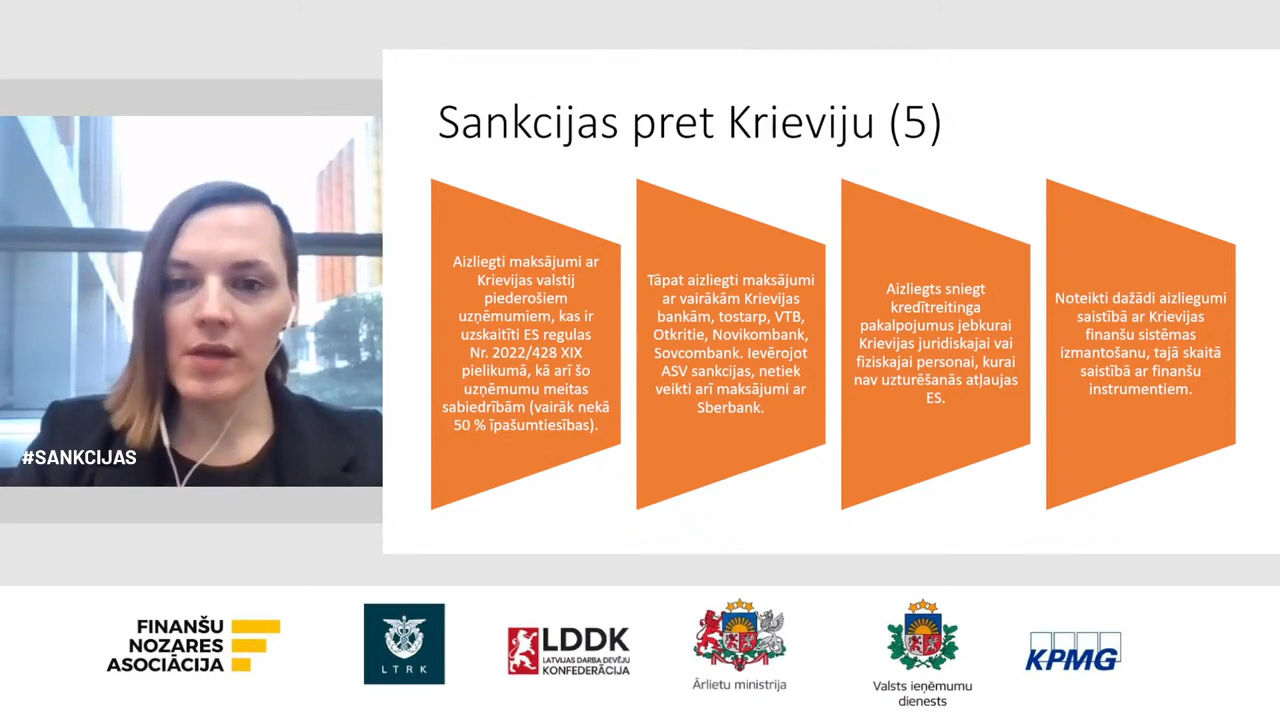 Sankcijas pret Krieviju (5)
Aizliegti maksājumi ar
Krievijas valstij
piederošiem
uzņēmumiem, kas ir
uzskaitīti ES regulas
Nr. 2022/428 XIX
pielikumā, kā arī šo
uzņēmumu meitas
sabiedrībām (vairāk nekā
50 % īpašumtiesības).
Tāpat aizliegti maksājumi
ar vairākām Krievijas
bankām, tostarp, VTB,
Otkritie, Novikombank,
Sovcombank. Ievērojot
ASV sankcijas, netiek
veikti arī maksājumi ar
Sberbank.
Aizliegts sniegt
kredītreitinga
pakalpojumus jebkurai
Krievijas juridiskajai vai
fiziskajai personai, kurai
nav uzturēšanās atļaujas
ES.
Noteikti dažādi aizliegumi
saistībā ar Krievijas
finanšu sistēmas
izmantošanu, tajā skaitā
saistībā ar finanšu
instrumentiem.
#SANKCIJAS
FINANŠU
NOZARES
ASOCIĀCIJA
LTRK
LDDK
LATVIJAS DARBA DEVĒJU
KONFEDERĀCIJA
Ārlietu ministrija
Valsts ieņēmumu
dienests
KPMG